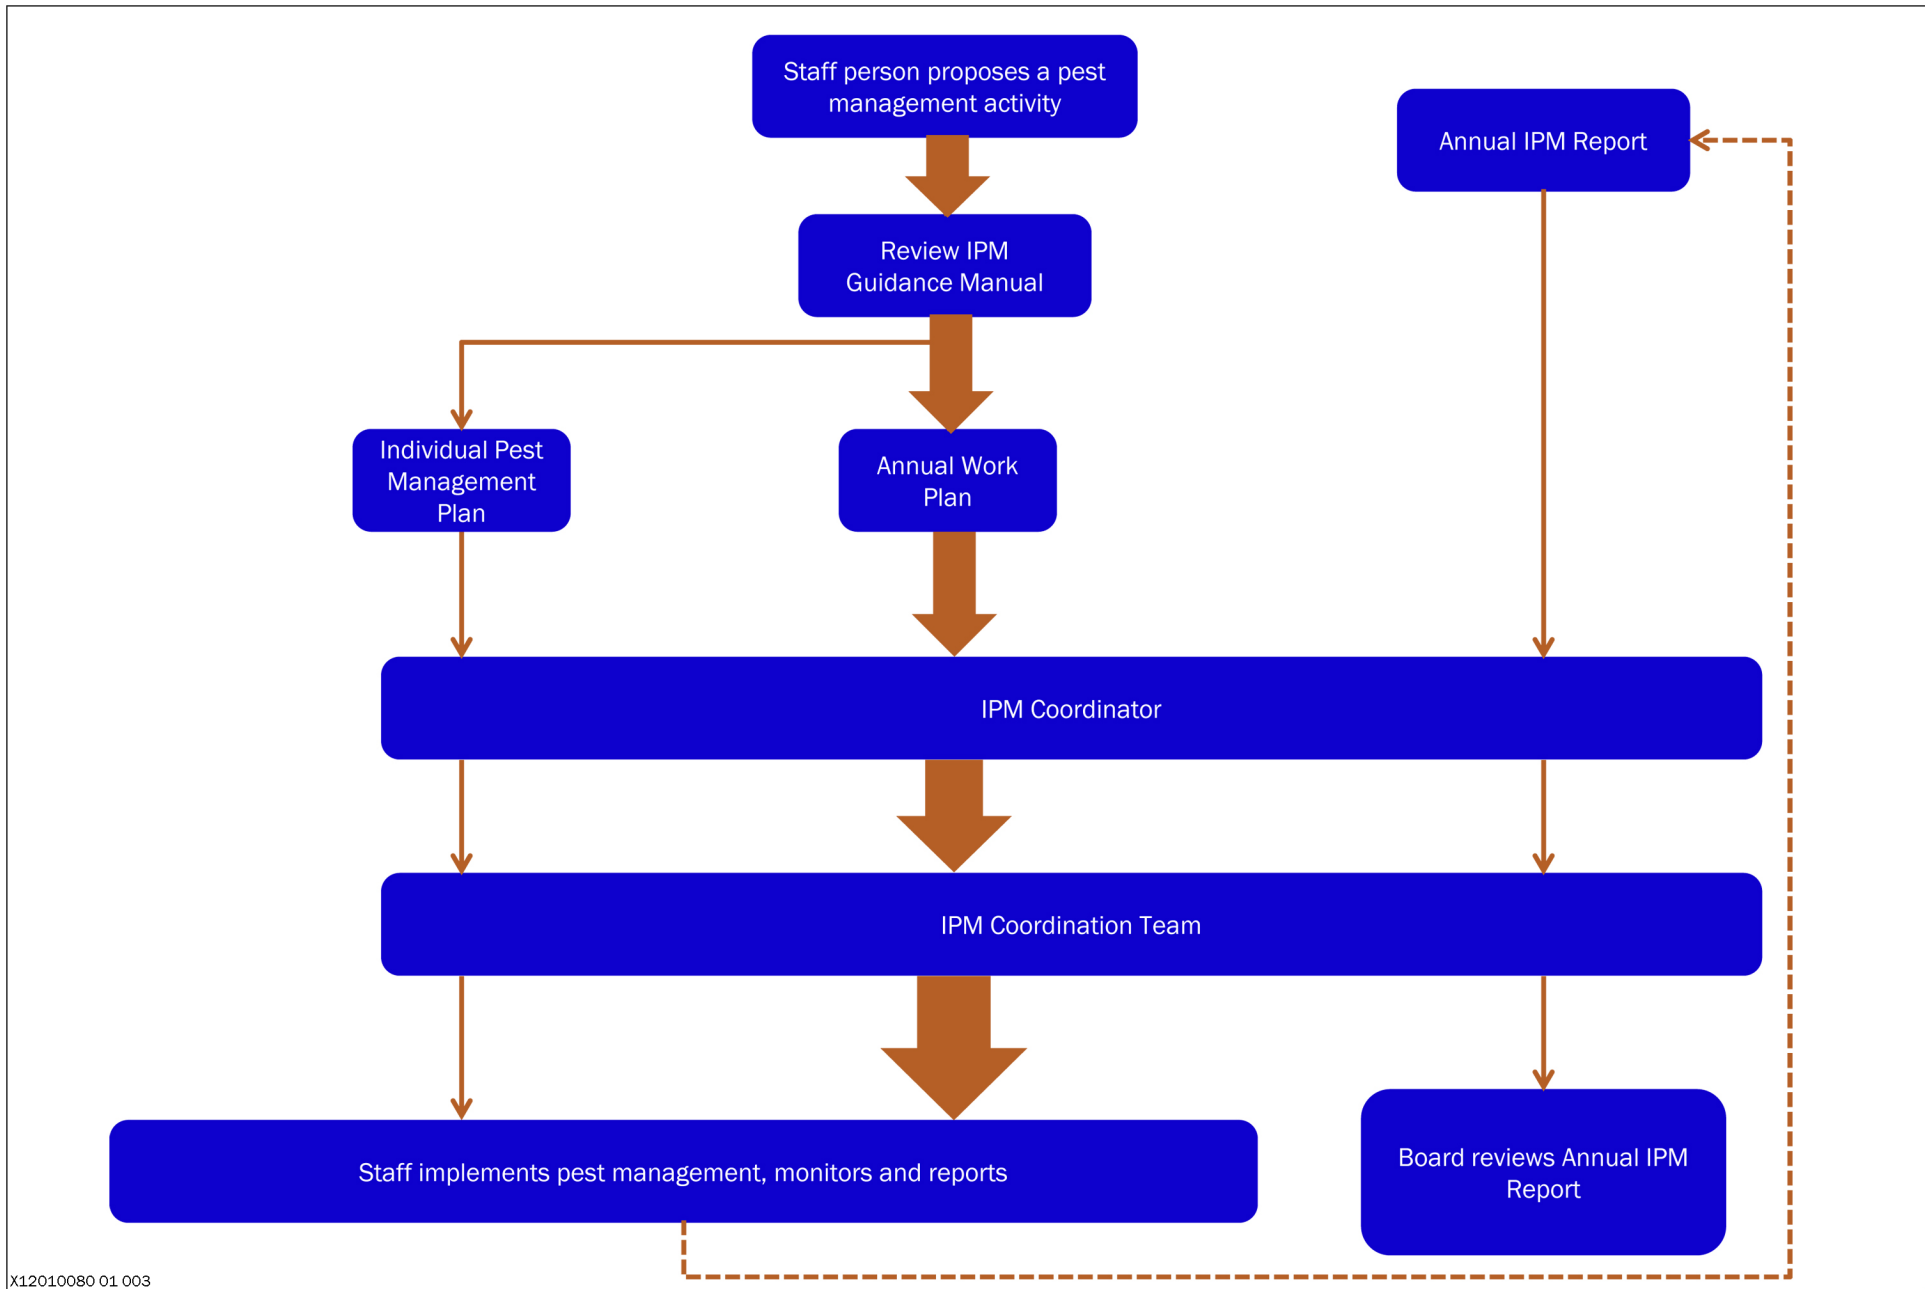 Staff person proposes a pest
management activity
Annual IPM Report
Review IPM
Guidance Manual
Individual Pest
Management
Plan
Annual Work
Plan
IPM Coordinator
IPM Coordination Team
Staff implements pest management, monitors and reports
Board reviews Annual IPM
Report
X12010080 01 003